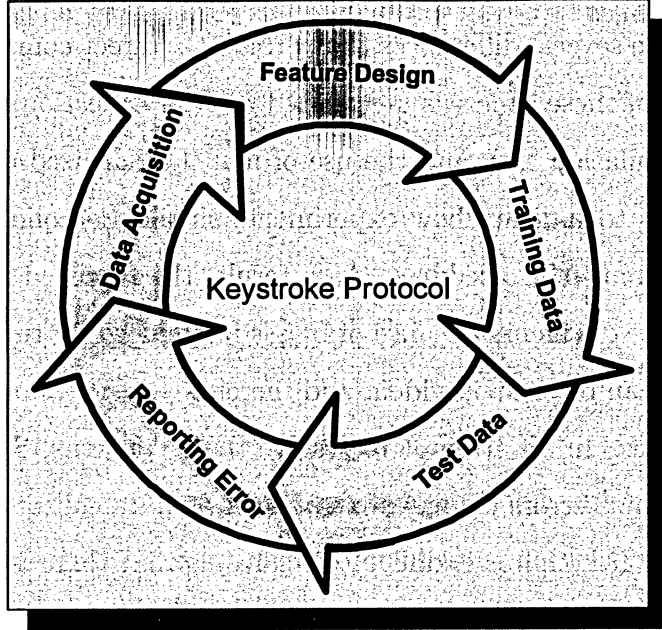 Feature Design
Training Data
Test Data
Reporting Error
Data Acquisition
Keystroke Protocol